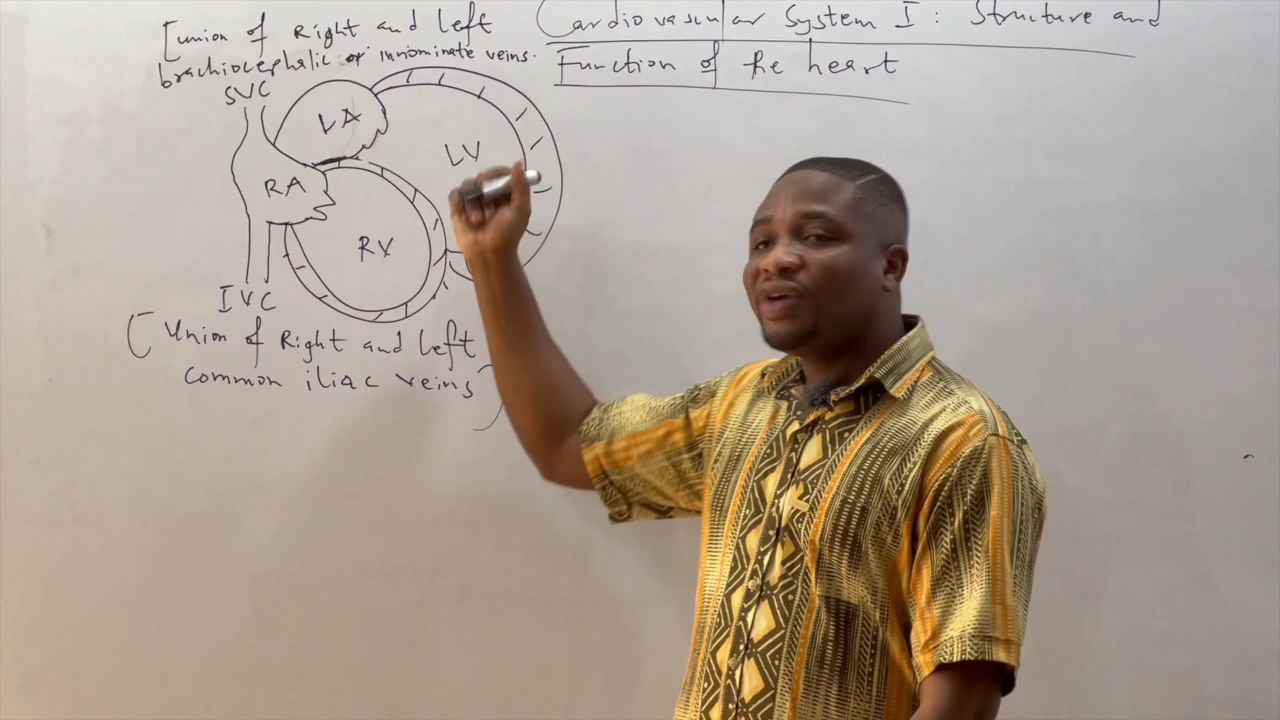 Cardiovascular System I: Structure and
Function of the heart
[union of Right and Left
brachiocephalic or innominate veins.
SVC
LA
LV
RA
RV
IVC
[Union of Right and Left
common iliac veins